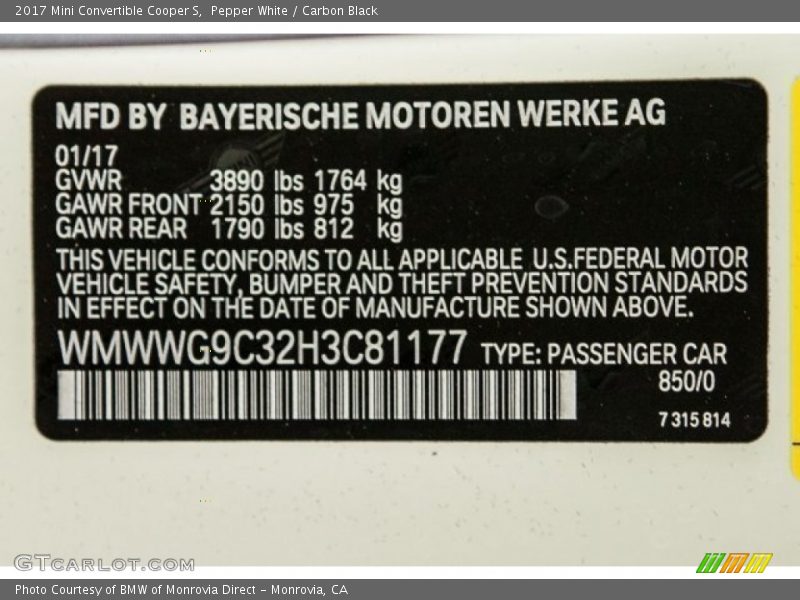 2017 Mini Convertible Cooper S,  Pepper White / Carbon Black
MFD BY BAYERISCHE MOTOREN WERKE AG
01/17
GVWR 3890 lbs 1764 kg
GAWR FRONT 2150 lbs 975 kg
GAWR REAR 1790 lbs 812 kg
THIS VEHICLE CONFORMS TO ALL APPLICABLE U.S.FEDERAL MOTOR
VEHICLE SAFETY, BUMPER AND THEFT PREVENTION STANDARDS
IN EFFECT ON THE DATE OF MANUFACTURE SHOWN ABOVE.
WMWWG9C32H3C81177 TYPE: PASSENGER CAR
850/0
7 315 814
GTCARLOT.COM
Photo Courtesy of BMW of Monrovia Direct - Monrovia, CA